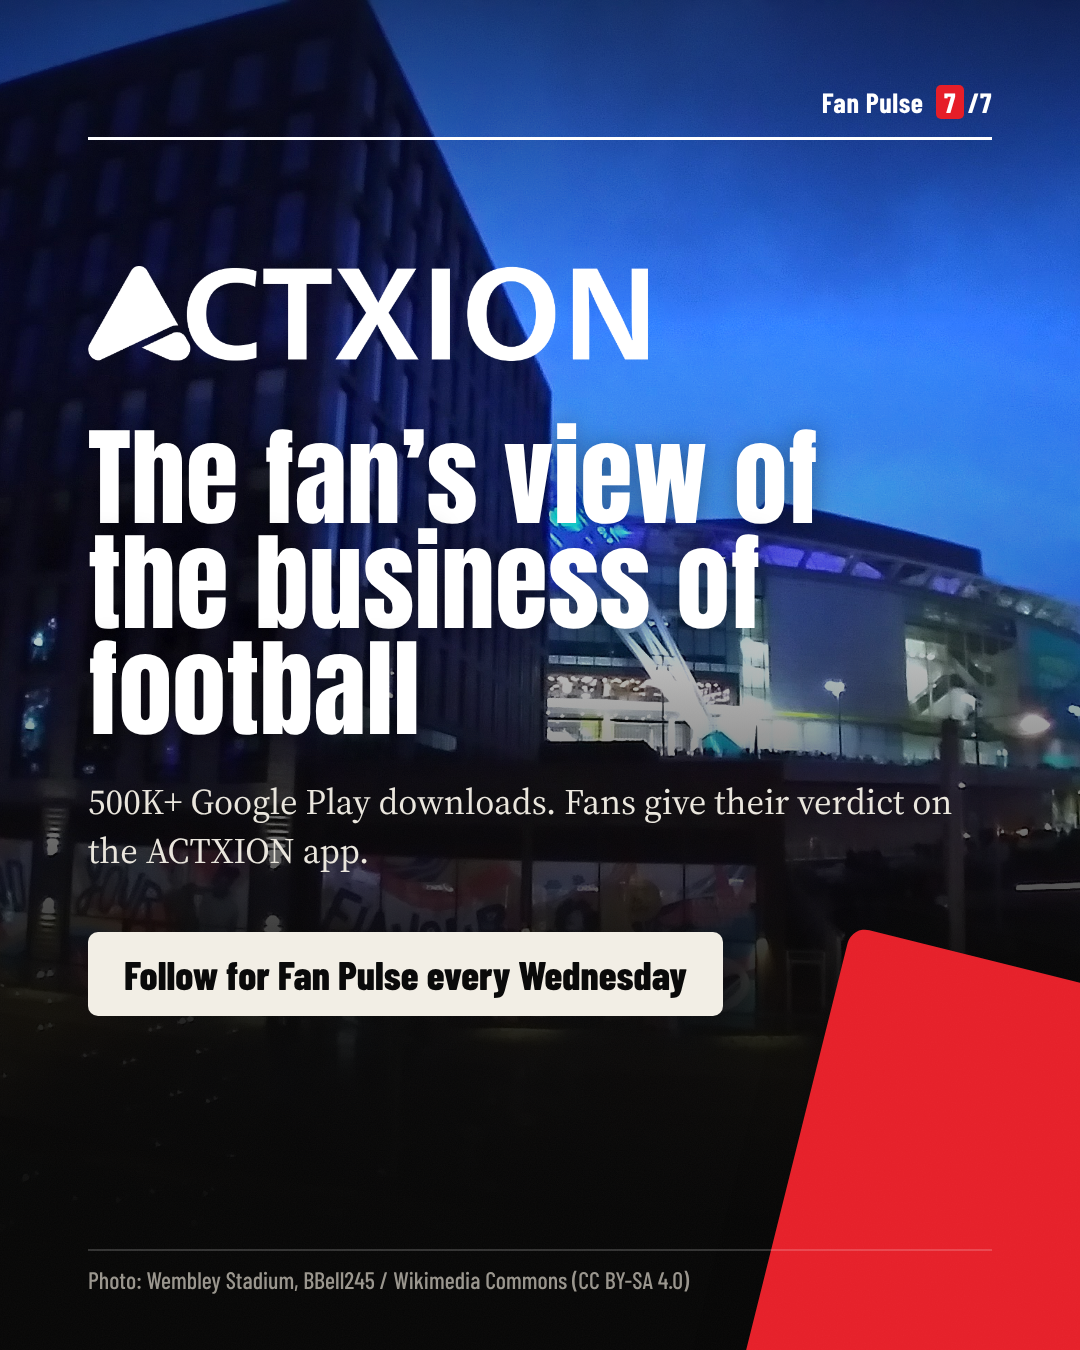 Fan Pulse 7/7
ACTXION
The fan’s view of
the business of
football
500K+ Google Play downloads. Fans give their verdict on
the ACTXION app.
YOUR
Follow for Fan Pulse every Wednesday
Photo: Wembley Stadium, BBell245 / Wikimedia Commons (CC BY-SA 4.0)